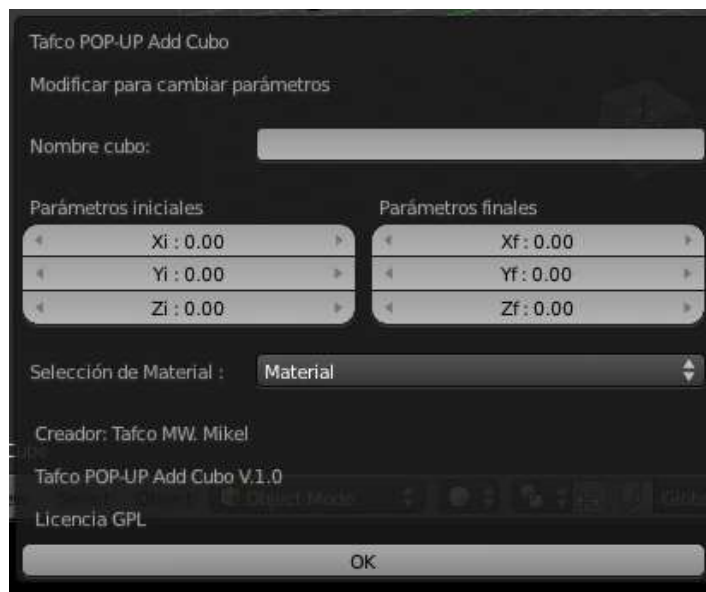 Tafco POP-UP Add Cubo
Modificar para cambiar parámetros
Nombre cubo:
Parámetros iniciales
Parámetros finales
Xi : 0.00
Xf : 0.00
Yi : 0.00
Yf : 0.00
Zi : 0.00
Zf : 0.00
Selección de Material : Material
Creador: Tafco MW. Mikel
Tafco POP-UP Add Cubo V.1.0
Object Mode
Licencia GPL
OK